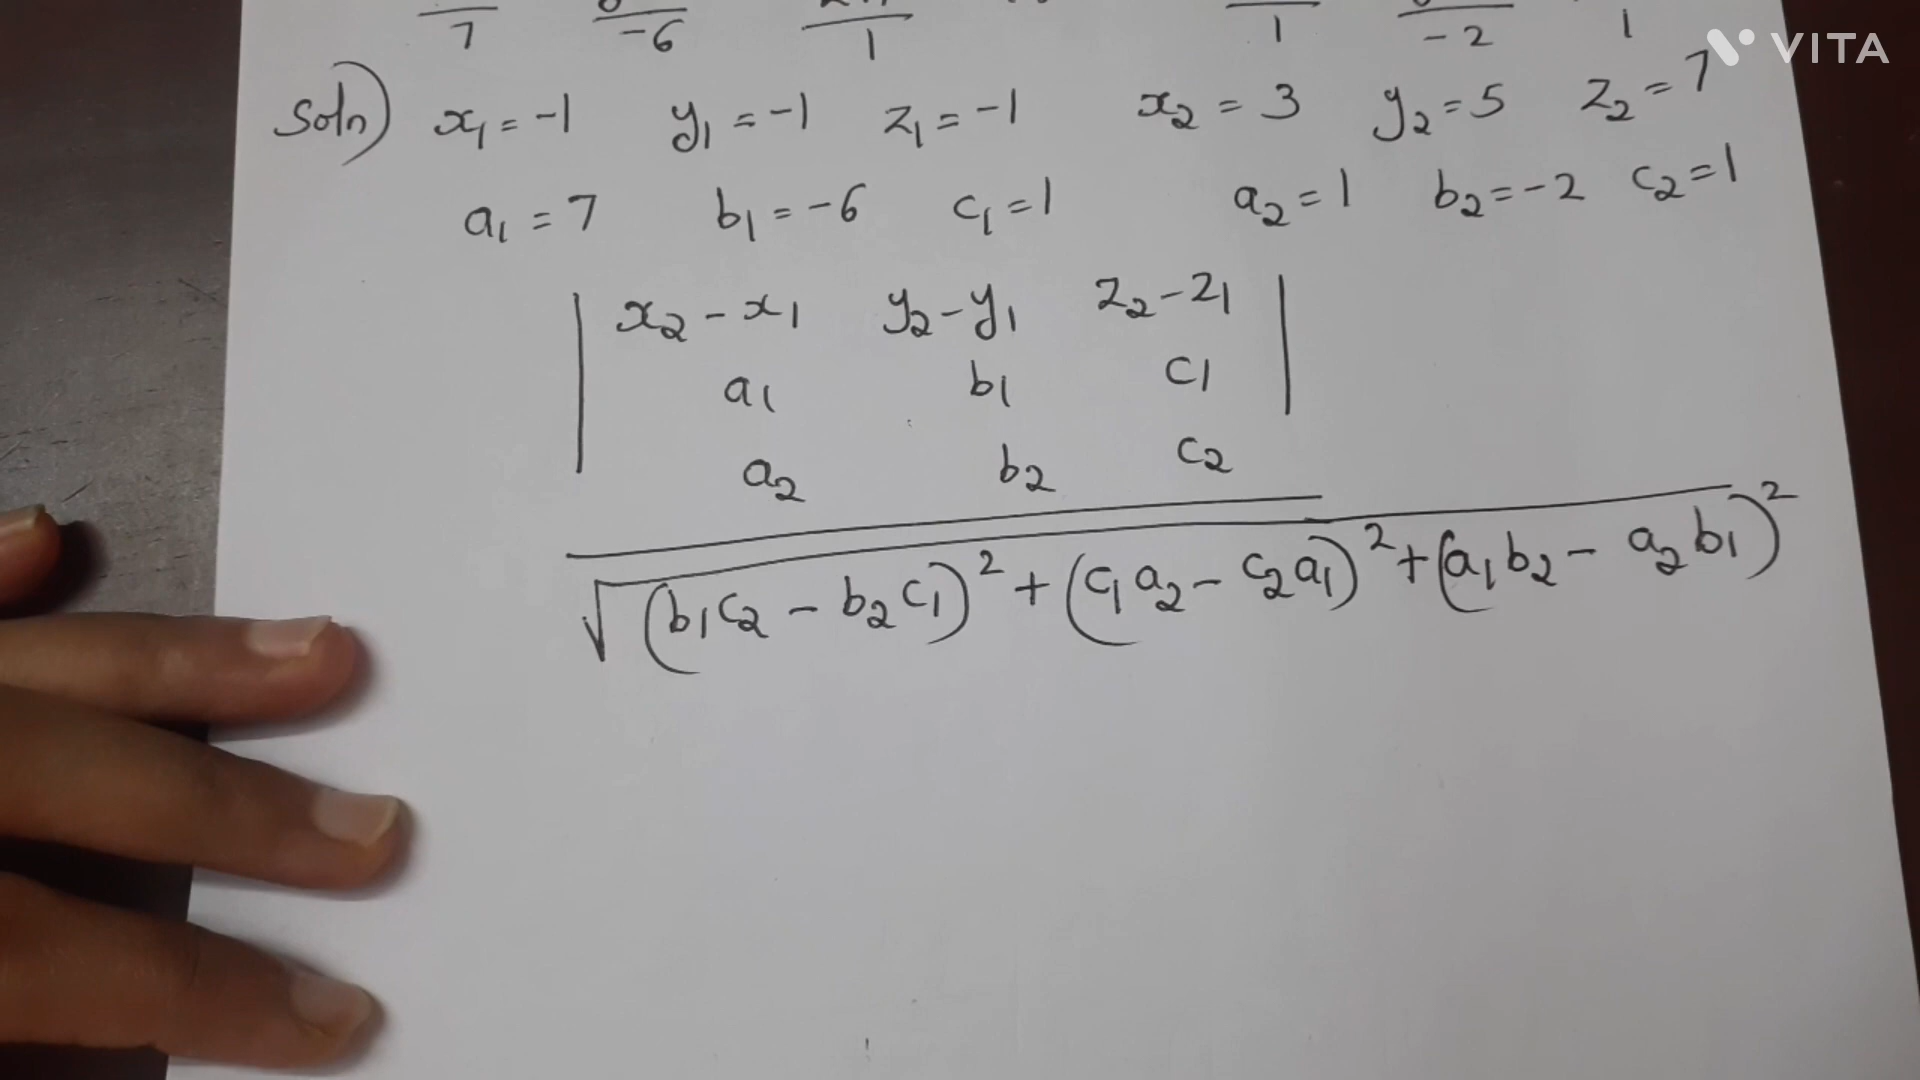 7 -6 1 1 -2 1
VITA
Soln) x₁ = -1 y₁ = -1 z₁ = -1 x₂ = 3 y₂ = 5 z₂ = 7
a₁ = 7 b₁ = -6 c₁ = 1 a₂ = 1 b₂ = -2 c₂ = 1
| x₂ - x₁ y₂ - y₁ z₂ - z₁ |
a₁ b₁ c₁
a₂ b₂ c₂
√(b₁c₂ - b₂c₁)² + (c₁a₂ - c₂a₁)² + (a₁b₂ - a₂b₁)²